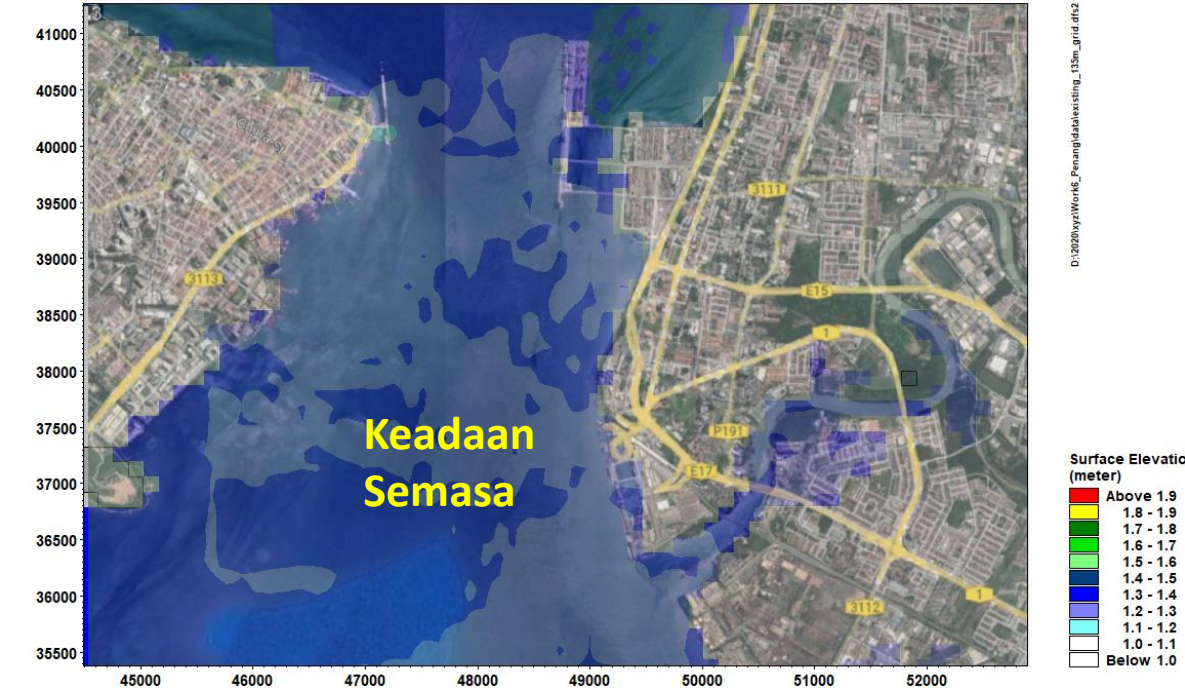 3
41000
40500
40000
39500
39000
38500
38000
37500
37000
36500
36000
35500
45000 46000 47000 48000 49000 50000 51000 52000
3111
3113
E15
1
P191
E17
3112
1
Keadaan
Semasa
D:\2020\xyz\Work6_Penang\data\existing_135m_grid.dfs2
Surface Elevatio
(meter)
Above 1.9
1.8 - 1.9
1.7 - 1.8
1.6 - 1.7
1.5 - 1.6
1.4 - 1.5
1.3 - 1.4
1.2 - 1.3
1.1 - 1.2
1.0 - 1.1
Below 1.0